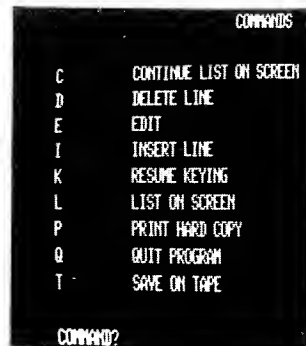 COMMANDS
C CONTINUE LIST ON SCREEN
D DELETE LINE
E EDIT
I INSERT LINE
K RESUME KEYING
L LIST ON SCREEN
P PRINT HARD COPY
Q QUIT PROGRAM
T SAVE ON TAPE
COMMAND?